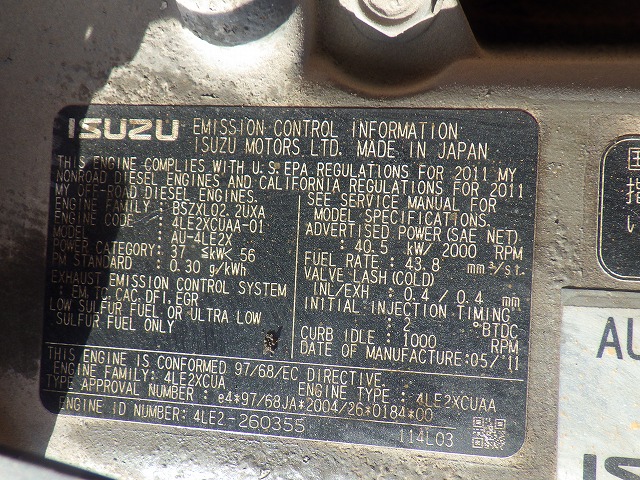 ISUZU EMISSION CONTROL INFORMATION
ISUZU MOTORS LTD. MADE IN JAPAN
THIS ENGINE COMPLIES WITH U.S.EPA REGULATIONS FOR 2011 MY
NONROAD DIESEL ENGINES AND CALIFORNIA REGULATIONS FOR 2011
MY OFF-ROAD DIESEL ENGINES.
ENGINE FAMILY : BSZXL02.2UXA
ENGINE CODE : 4LE2XCUAA-01
MODEL : AU-4LE2X
POWER CATEGORY: 37 ≦kW< 56
PM STANDARD : 0.30 g/kWh
EXHAUST EMISSION CONTROL SYSTEM
: EM,TC,CAC,DFI,EGR
LOW SULFUR FUEL OR ULTRA LOW
SULFUR FUEL ONLY
SEE SERVICE MANUAL FOR
MODEL SPECIFICATIONS.
ADVERTISED POWER(SAE NET)
: 40.5 kW/ 2000 RPM
FUEL RATE : 43.8 mm³/st.
VALVE LASH(COLD)
INL/EXH : 0.4 / 0.4 mm
INITIAL INJECTION TIMING
: 2 °BTDC
CURB IDLE : 1000 RPM
DATE OF MANUFACTURE:05/'11
THIS ENGINE IS CONFORMED 97/68/EC DIRECTIVE.
ENGINE FAMILY: 4LE2XCUA ENGINE TYPE: 4LE2XCUAA
TYPE APPROVAL NUMBER: e4*97/68JA*2004/26*0184*00
ENGINE ID NUMBER: 4LE2-260355 114L03
国
指
い
AU
IS